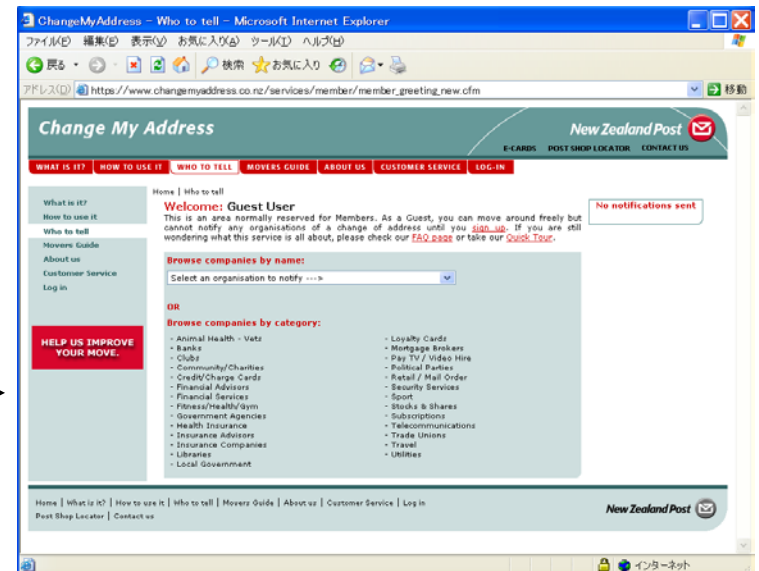 ChangeMyAddress - Who to tell - Microsoft Internet Explorer
ファイル(F) 編集(E) 表示(V) お気に入り(A) ツール(T) ヘルプ(H)
戻る 検索 お気に入り
アドレス(D) https://www.changemyaddress.co.nz/services/member/member_greeting_new.cfm 移動
Change My Address
New Zealand Post
E-CARDS POST SHOP LOCATOR CONTACT US
WHAT IS IT? HOW TO USE IT WHO TO TELL MOVERS GUIDE ABOUT US CUSTOMER SERVICE LOG-IN
What is it?
How to use it
Who to tell
Movers Guide
About us
Customer Service
Log in
HELP US IMPROVE
YOUR MOVE.
Home | Who to tell
Welcome: Guest User
This is an area normally reserved for Members. As a Guest, you can move around freely but
cannot notify any organisations of a change of address until you sign up. If you are still
wondering what this service is all about, please check our FAQ page or take our Quick Tour.
Browse companies by name:
Select an organisation to notify --->
OR
Browse companies by category:
- Animal Health - Vets
- Banks
- Clubs
- Community/Charities
- Credit/Charge Cards
- Financial Advisors
- Financial Services
- Fitness/Health/Gym
- Government Agencies
- Health Insurance
- Insurance Advisors
- Insurance Companies
- Libraries
- Local Government
- Loyalty Cards
- Mortgage Brokers
- Pay TV / Video Hire
- Political Parties
- Retail / Mail Order
- Security Services
- Sport
- Stocks & Shares
- Subscriptions
- Telecommunications
- Trade Unions
- Travel
- Utilities
No notifications sent
Home | What is it? | How to use it | Who to tell | Movers Guide | About us | Customer Service | Log in
Post Shop Locator | Contact us
New Zealand Post
インターネット